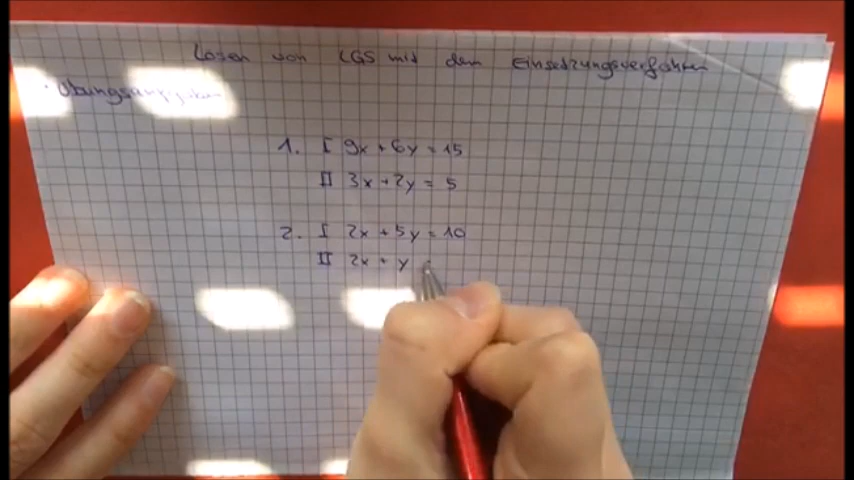 Lösen von LGS mit dem Einsetzungsverfahren
• Übungsaufgaben
1. I 9x + 6y = 15
II 3x + 2y = 5
2. I 2x + 5y = 10
II 2x + y =